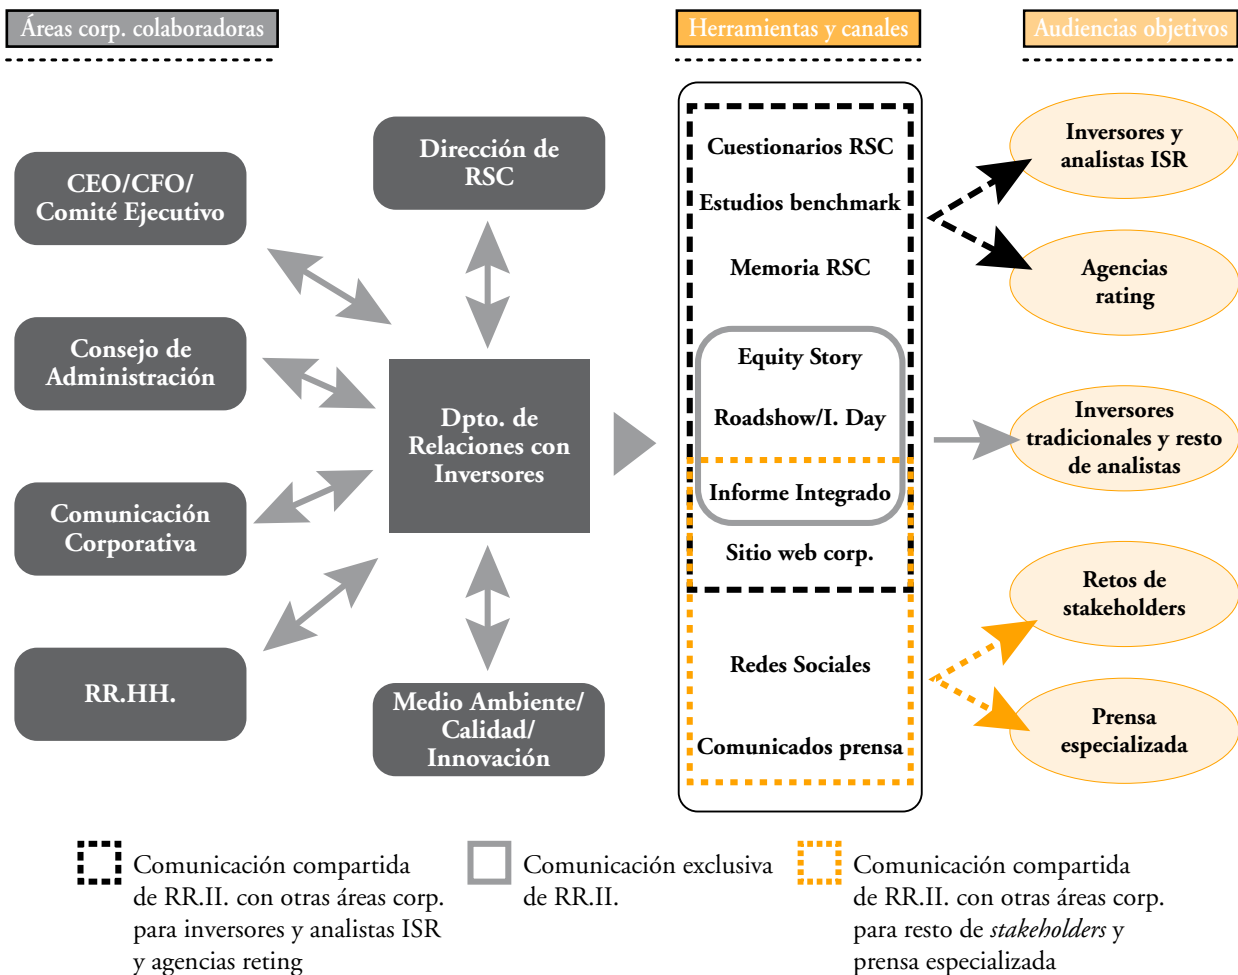 Áreas corp. colaboradoras
Herramientas y canales
Audiencias objetivos
CEO/CFO/
Comité Ejecutivo
Consejo de
Administración
Comunicación
Corporativa
RR.HH.
Dirección de
RSC
Dpto. de
Relaciones con
Inversores
Medio Ambiente/
Calidad/
Innovación
Cuestionarios RSC
Estudios benchmark
Memoria RSC
Equity Story
Roadshow/I. Day
Informe Integrado
Sitio web corp.
Redes Sociales
Comunicados prensa
Inversores y
analistas ISR
Agencias
rating
Inversores
tradicionales y resto
de analistas
Retos de
stakeholders
Prensa
especializada
Comunicación compartida
de RR.II. con otras áreas corp.
para inversores y analistas ISR
y agencias reting
Comunicación exclusiva
de RR.II.
Comunicación compartida
de RR.II. con otras áreas corp.
para resto de stakeholders y
prensa especializada